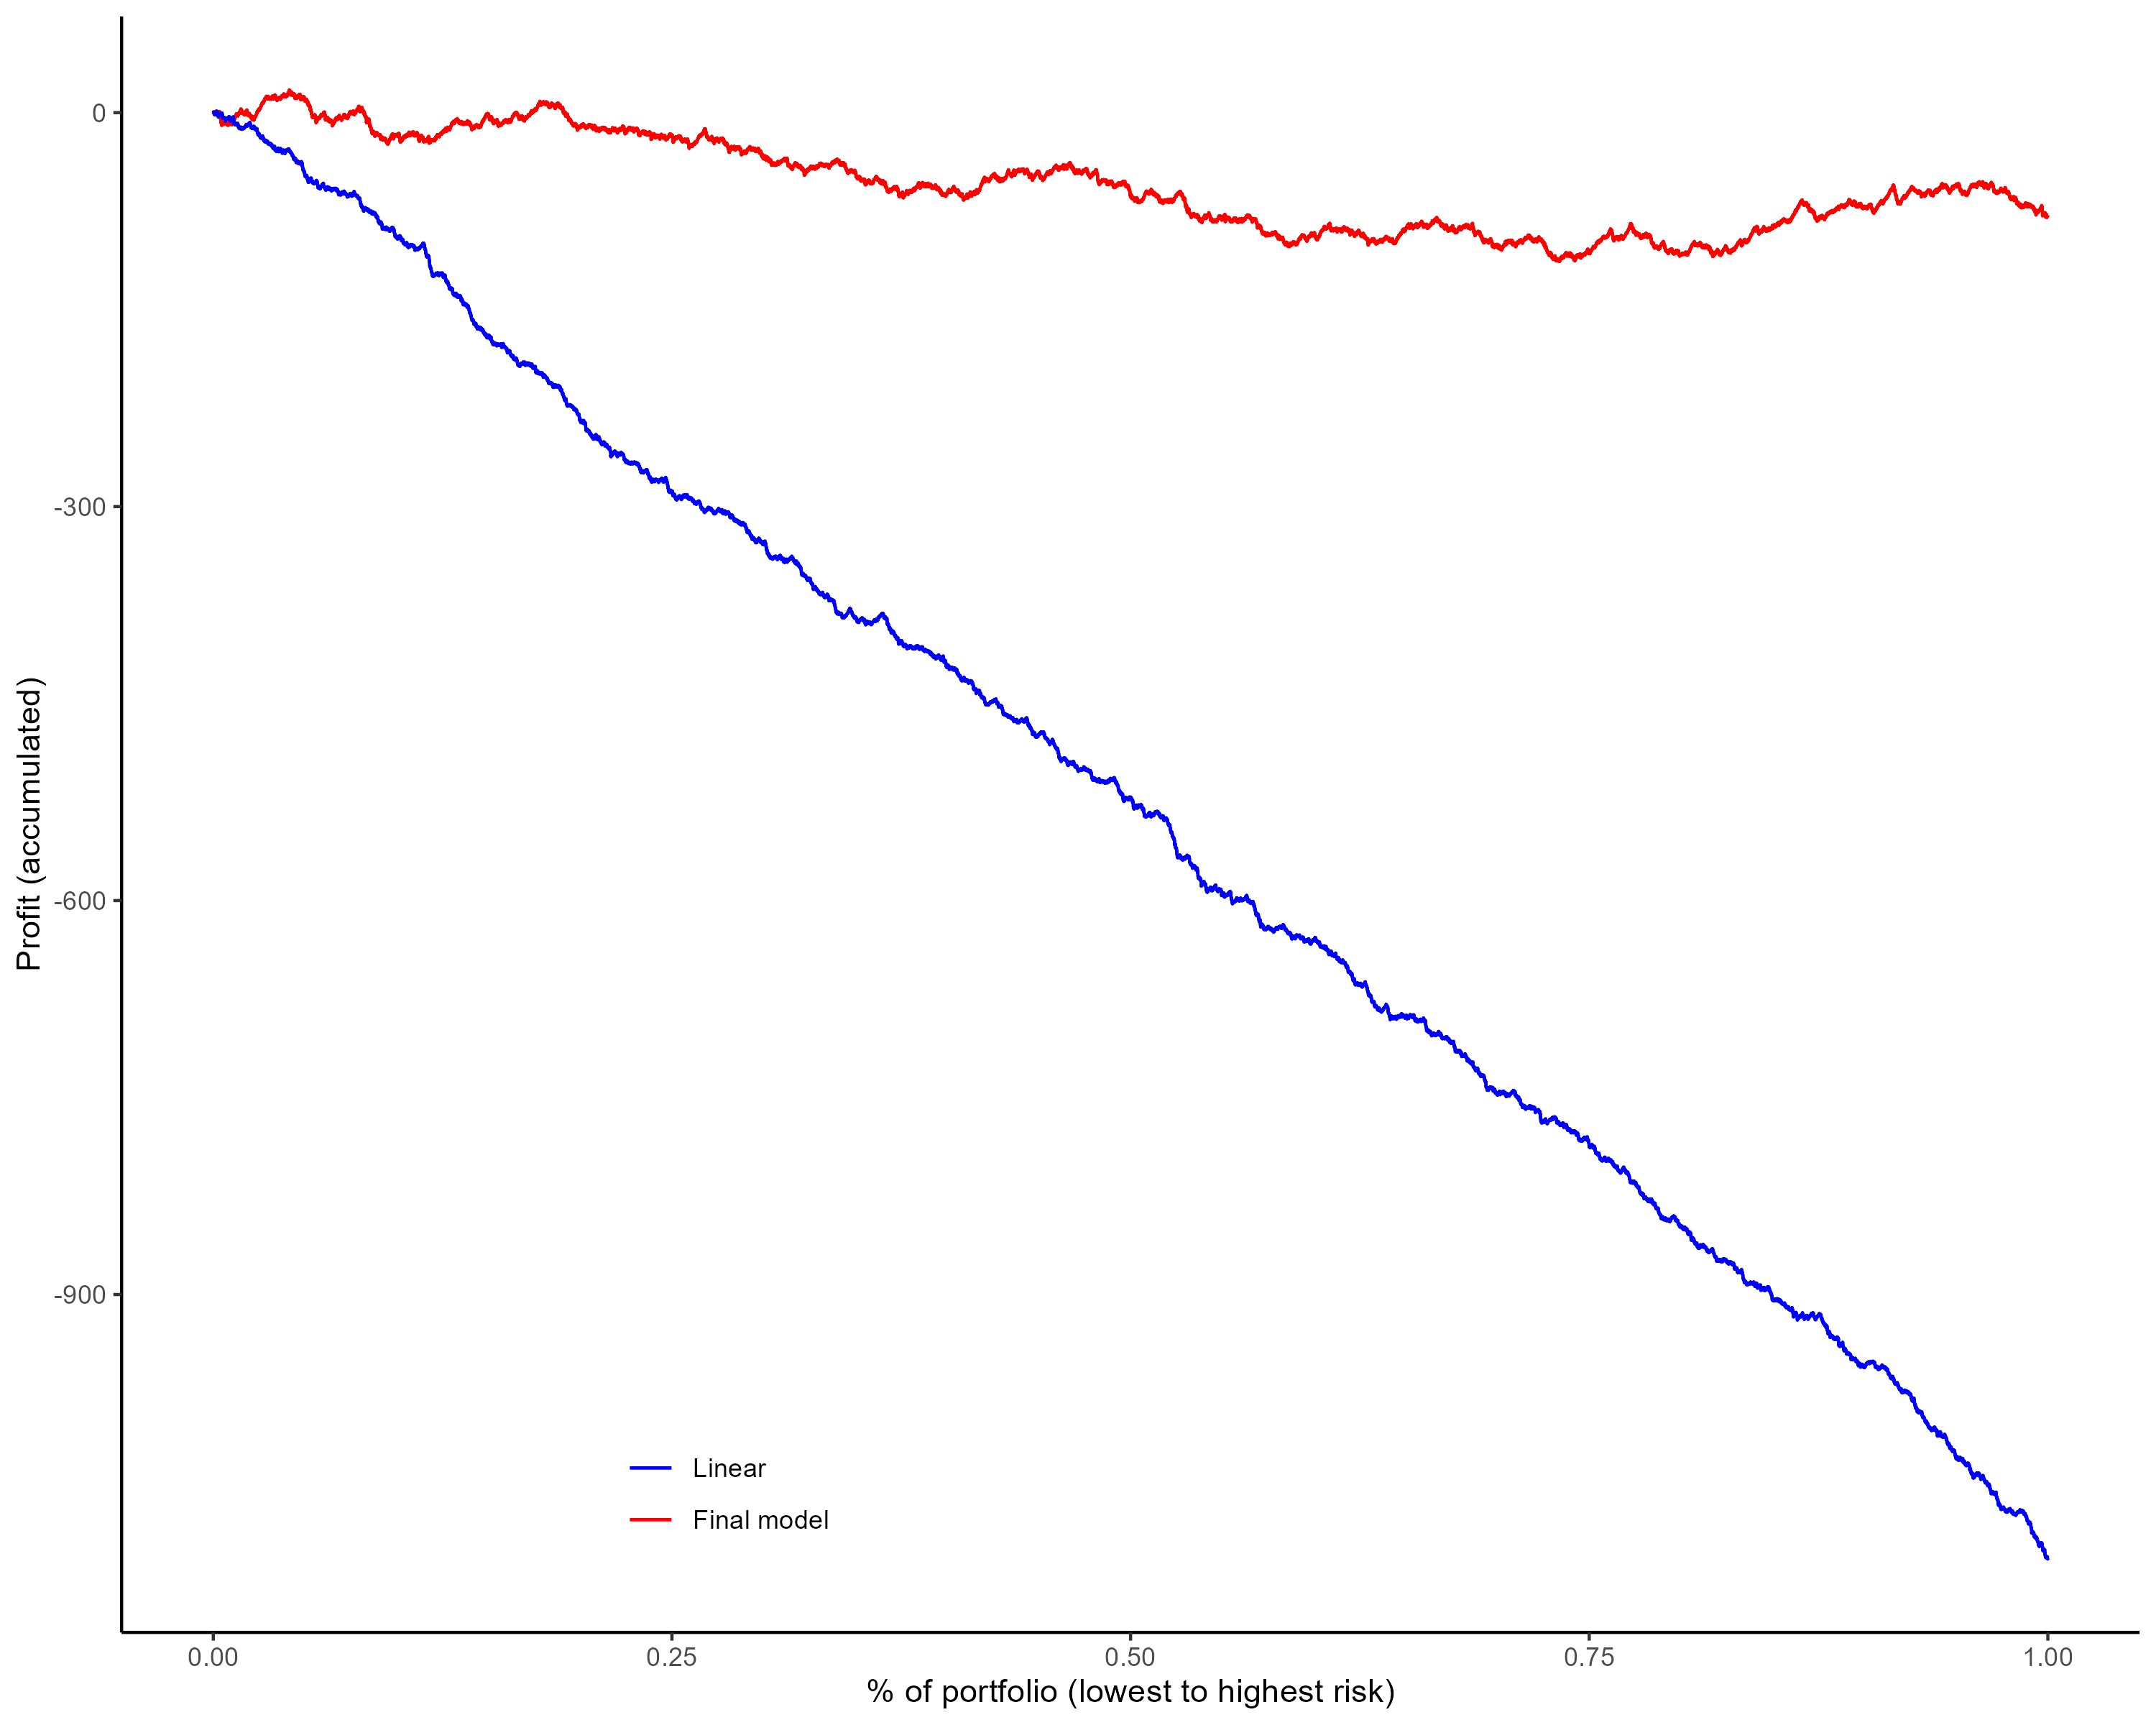 0
-300
-600
-900
Profit (accumulated)
Linear
Final model
0.00 0.25 0.50 0.75 1.00
% of portfolio (lowest to highest risk)